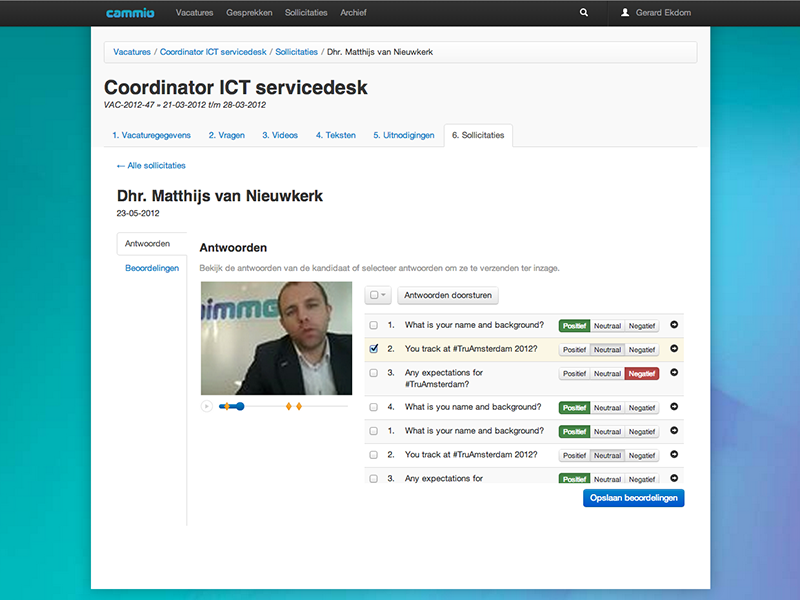 cammio Vacatures Gesprekken Sollicitaties Archief Gerard Ekdom
Vacatures / Coordinator ICT servicedesk / Sollicitaties / Dhr. Matthijs van Nieuwkerk
Coordinator ICT servicedesk
VAC-2012-47 » 21-03-2012 t/m 28-03-2012
1. Vacaturegegevens 2. Vragen 3. Videos 4. Teksten 5. Uitnodigingen 6. Sollicitaties
← Alle sollicitaties
Dhr. Matthijs van Nieuwkerk
23-05-2012
Antwoorden
Beoordelingen
Antwoorden
Bekijk de antwoorden van de kandidaat of selecteer antwoorden om ze te verzenden ter inzage.
Antwoorden doorsturen
1. What is your name and background? Positief Neutraal Negatief
2. You track at #TruAmsterdam 2012? Positief Neutraal Negatief
3. Any expectations for Positief Neutraal Negatief
#TruAmsterdam?
4. What is you name and background? Positief Neutraal Negatief
1. What is your name and background? Positief Neutraal Negatief
2. You track at #TruAmsterdam 2012? Positief Neutraal Negatief
3. Any expectations for Positief Neutraal Negatief
Opslaan beoordelingen